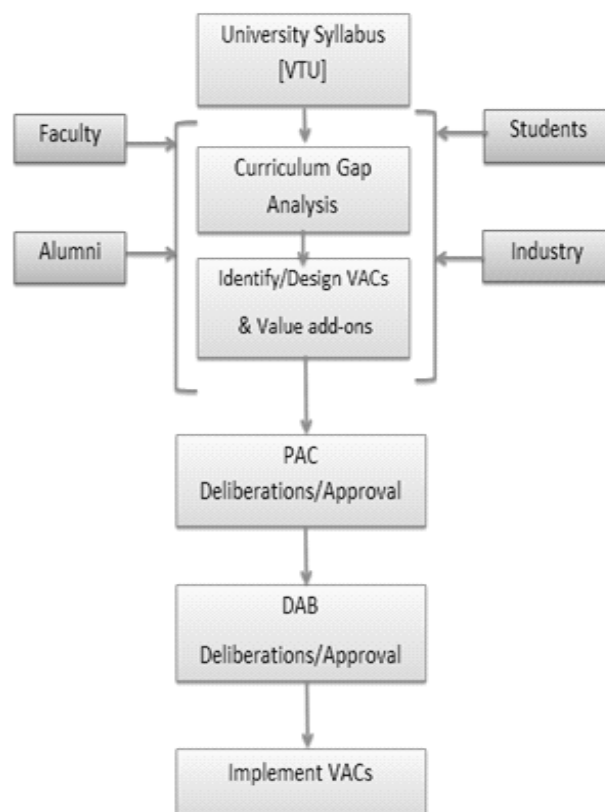 University Syllabus
[VTU]
Faculty
Students
Curriculum Gap
Analysis
Alumni
Industry
Identify/Design VACs
& Value add-ons
PAC
Deliberations/Approval
DAB
Deliberations/Approval
Implement VACs